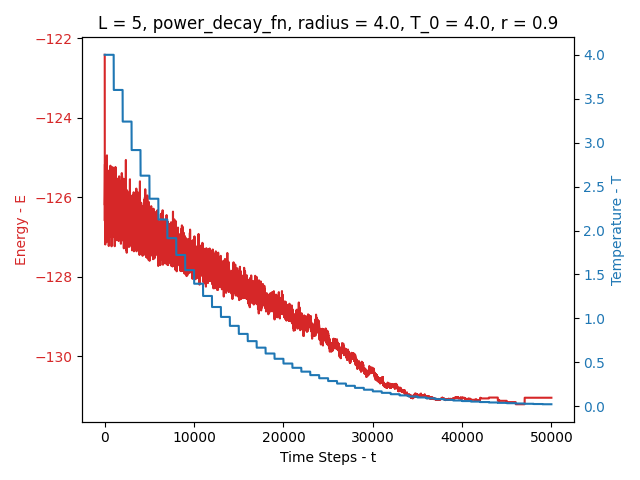 L = 5, power_decay_fn, radius = 4.0, T_0 = 4.0, r = 0.9
−122
−124
−126
−128
−130
Energy - E
4.0
3.5
3.0
2.5
2.0
1.5
1.0
0.5
0.0
Temperature - T
0 10000 20000 30000 40000 50000
Time Steps - t